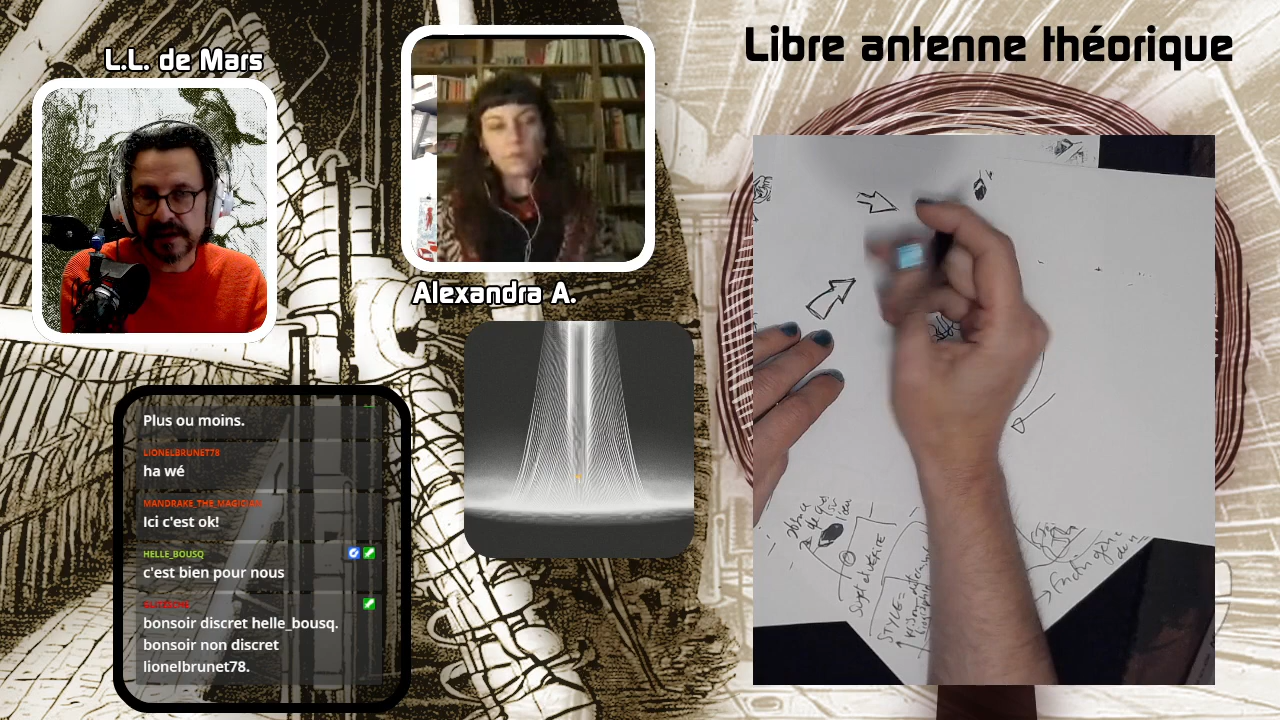 Libre antenne théorique
L.L. de Mars
Alexandra A.
Plus ou moins.
LIONELBRUNET78
ha wé
MANDRAKE_THE_MAGICIAN
Ici c'est ok!
HELLE_BOUSQ
c'est bien pour nous
bonsoir discret helle_bousq.
bonsoir non discret
lionelbrunet78.
STYLE=